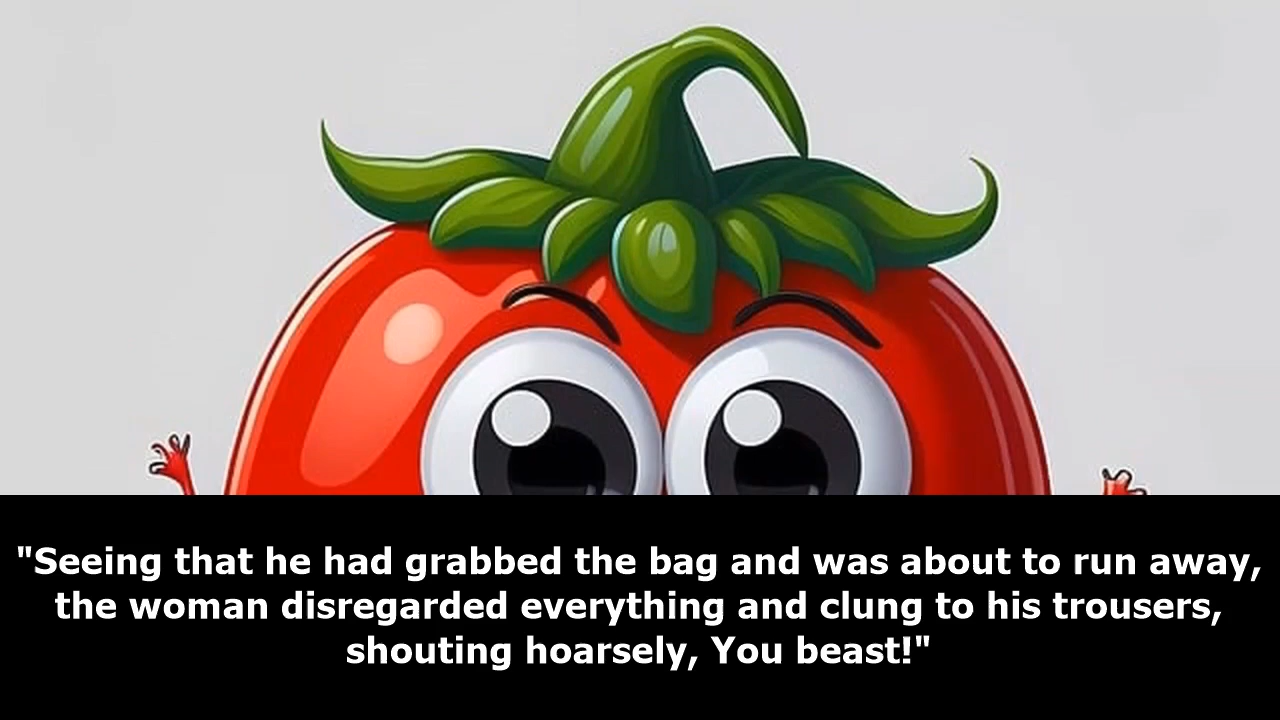 "Seeing that he had grabbed the bag and was about to run away,
the woman disregarded everything and clung to his trousers,
shouting hoarsely, You beast!"